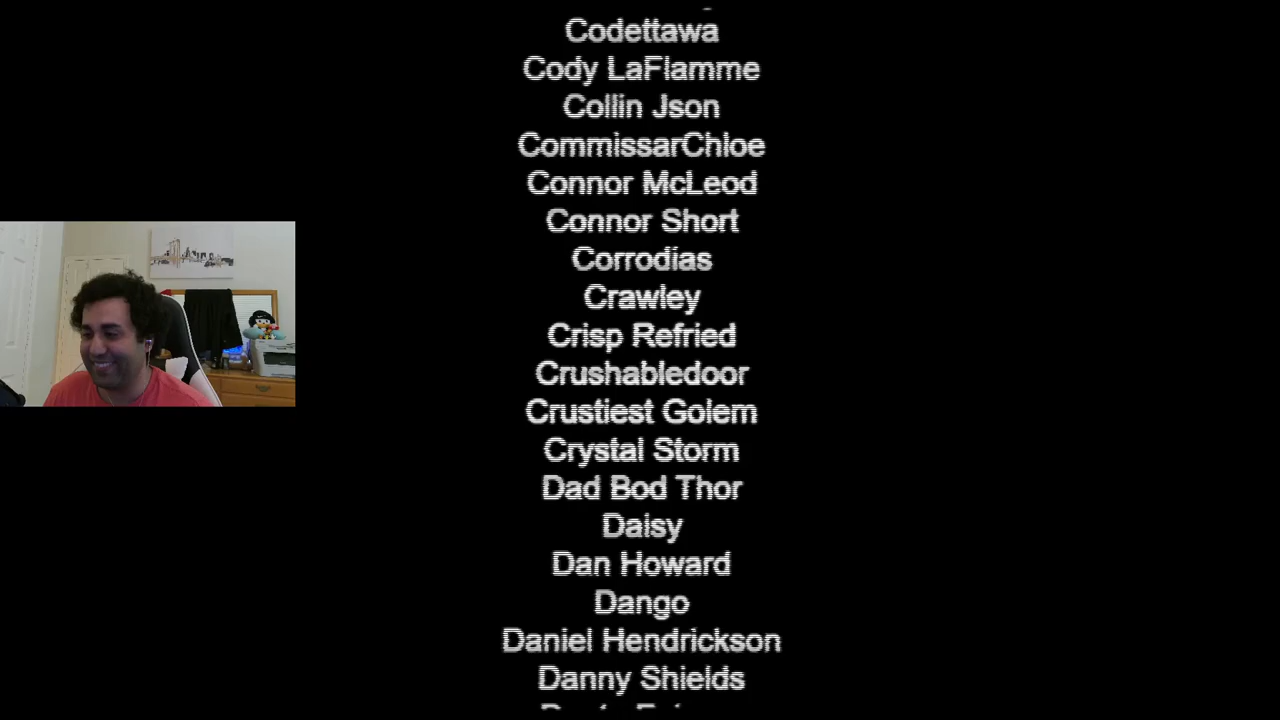 Codettawa
Cody LaFlamme
Collin Json
CommissarChloe
Connor McLeod
Connor Short
Corrodias
Crawley
Crisp Refried
Crushabledoor
Crustiest Golem
Crystal Storm
Dad Bod Thor
Daisy
Dan Howard
Dango
Daniel Hendrickson
Danny Shields